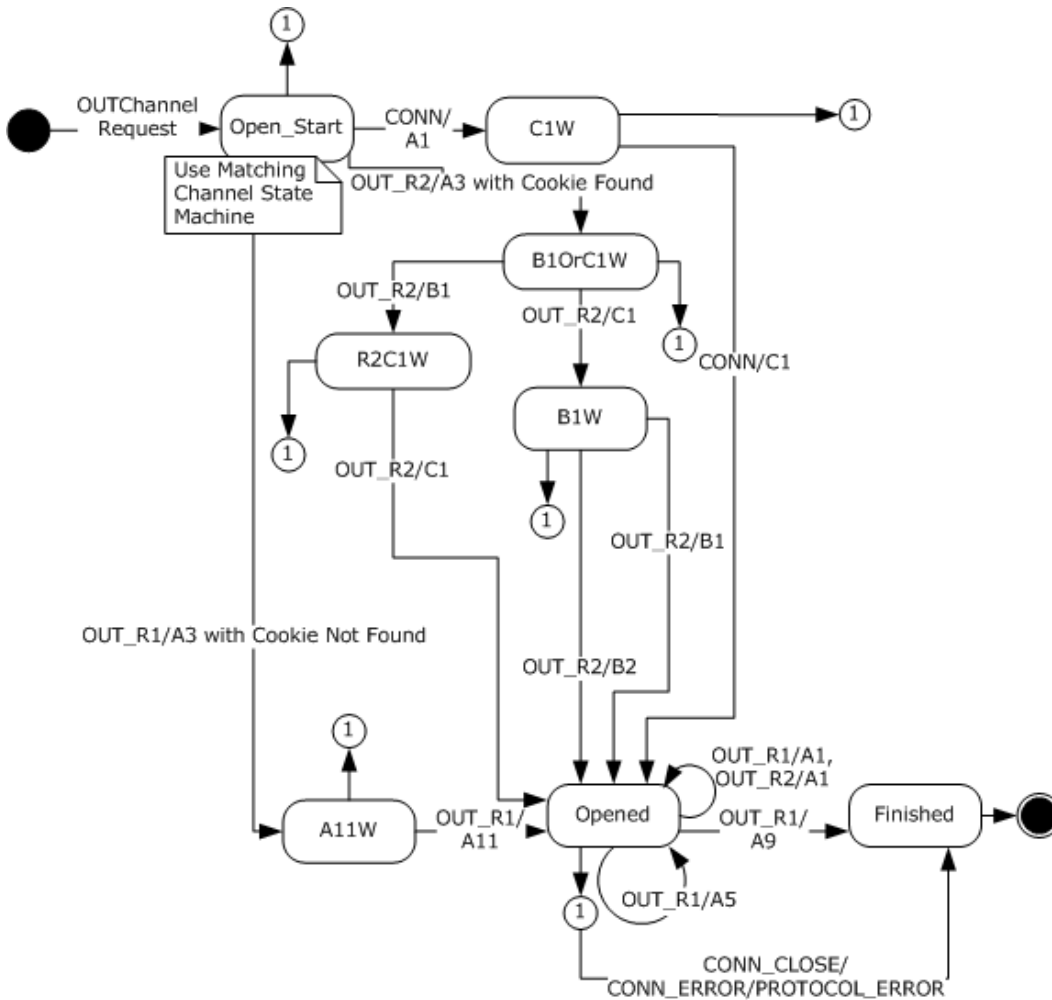 1
OUTChannel
Request
Open_Start
CONN/
A1
C1W
1
Use Matching
Channel State
Machine
OUT_R2/A3 with Cookie Found
B1OrC1W
OUT_R2/B1
OUT_R2/C1
1
R2C1W
CONN/C1
1
B1W
OUT_R2/C1
1
OUT_R2/B1
OUT_R1/A3 with Cookie Not Found
OUT_R2/B2
1
OUT_R1/A1,
OUT_R2/A1
A11W
OUT_R1/
A11
Opened
OUT_R1/
A9
Finished
OUT_R1/A5
1
CONN_CLOSE/
CONN_ERROR/PROTOCOL_ERROR